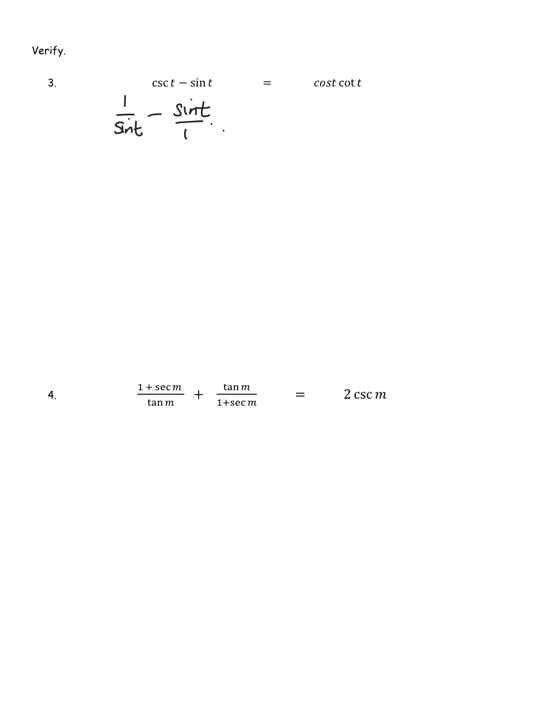 Verify.
3. csc t − sin t = cost cot t
1/sint − sint/1
4. 1 + sec m/tan m + tan m/1+sec m = 2 csc m